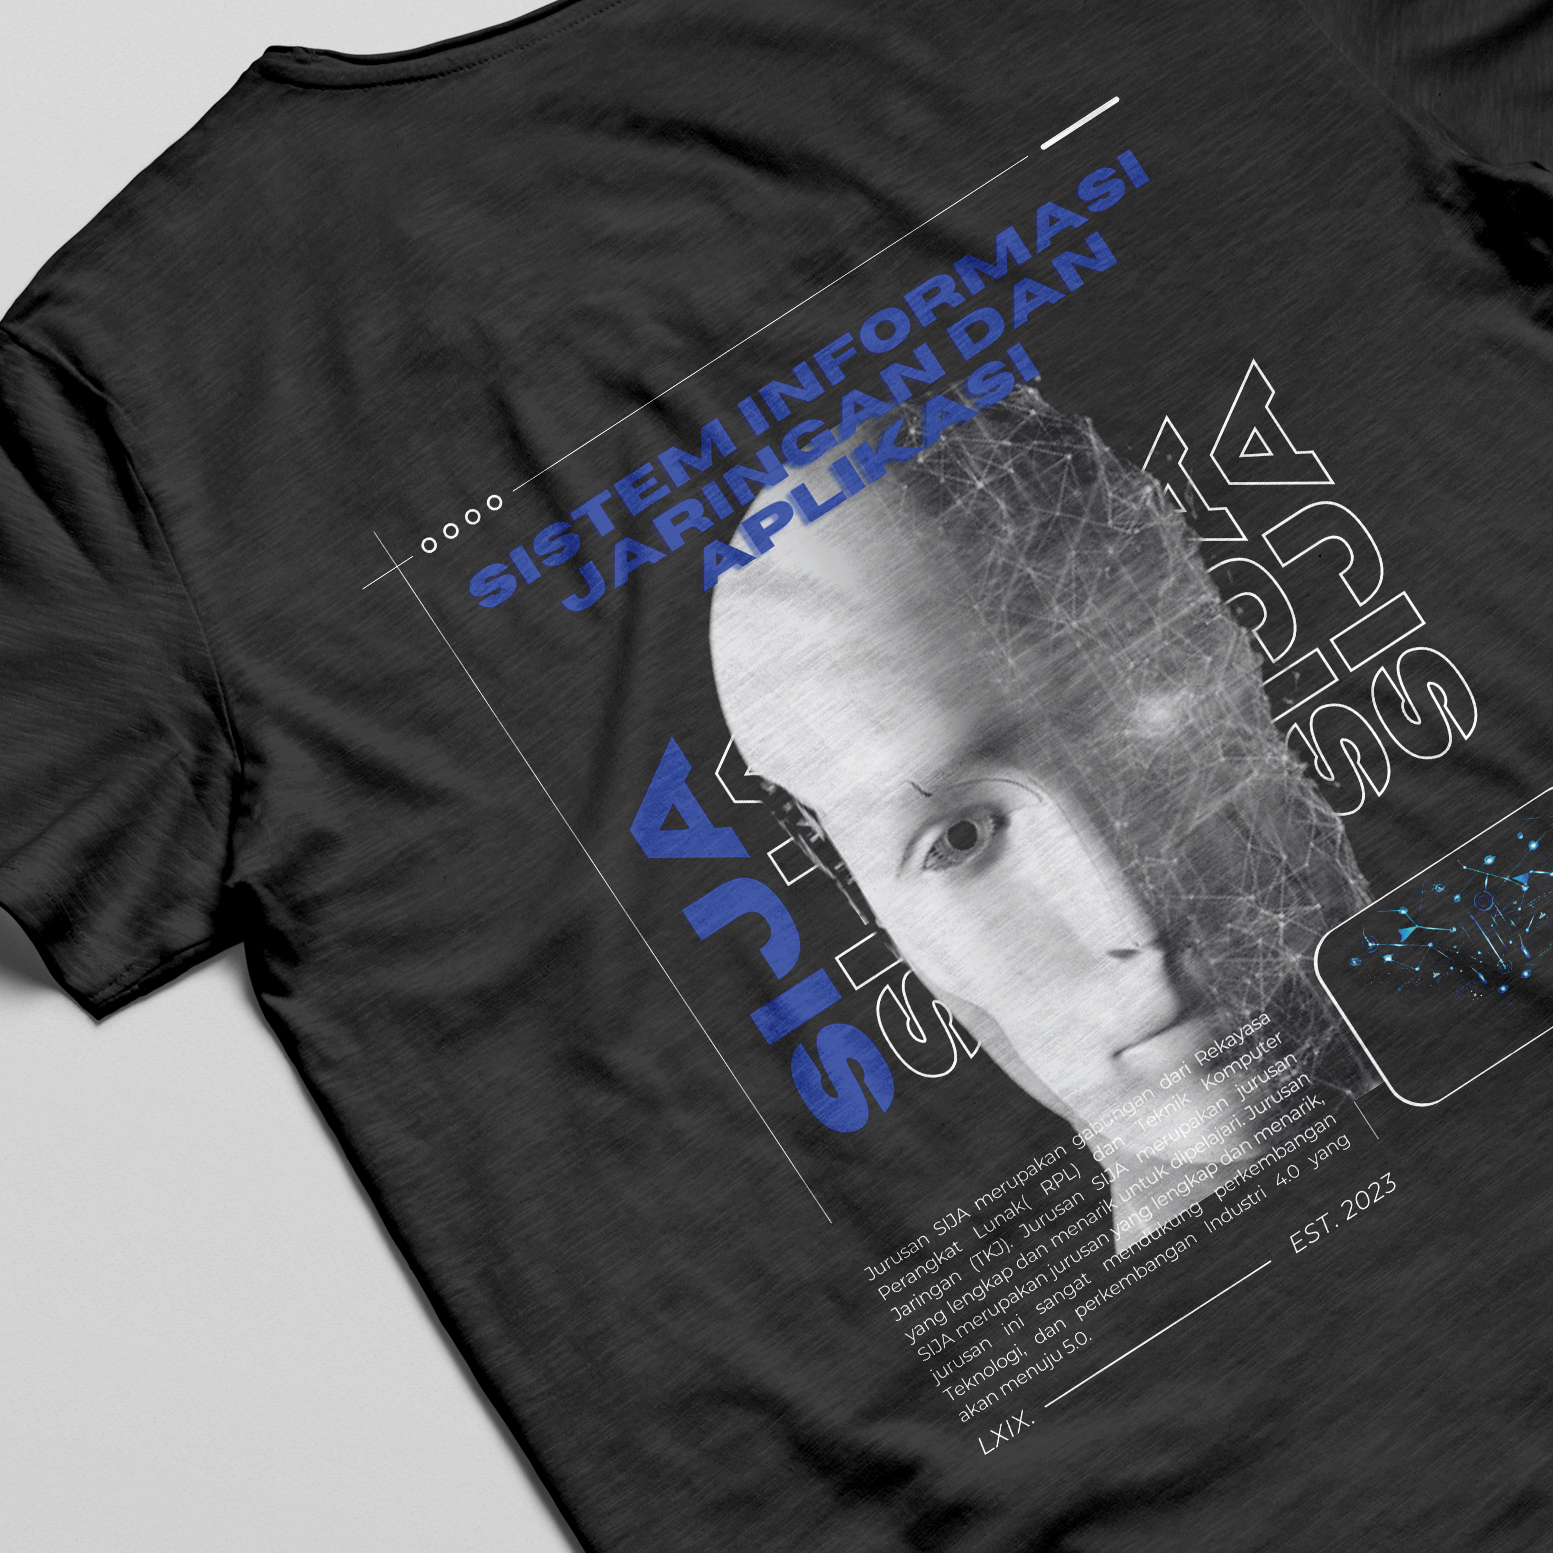 SISTEM INFORMASI
JARINGAN DAN
APLIKASI
SIJA
SIJA
SIJA
SIJA
Jurusan SIJA merupakan gabungan dari Rekayasa
Perangkat Lunak( RPL) dan Teknik Komputer
Jaringan (TKJ). Jurusan SIJA merupakan jurusan
yang lengkap dan menarik untuk dipelajari. Jurusan
SIJA merupakan jurusan yang lengkap dan menarik,
jurusan ini sangat mendukung perkembangan
Teknologi, dan perkembangan Industri 4.0 yang
akan menuju 5.0.
LXIX.
EST. 2023